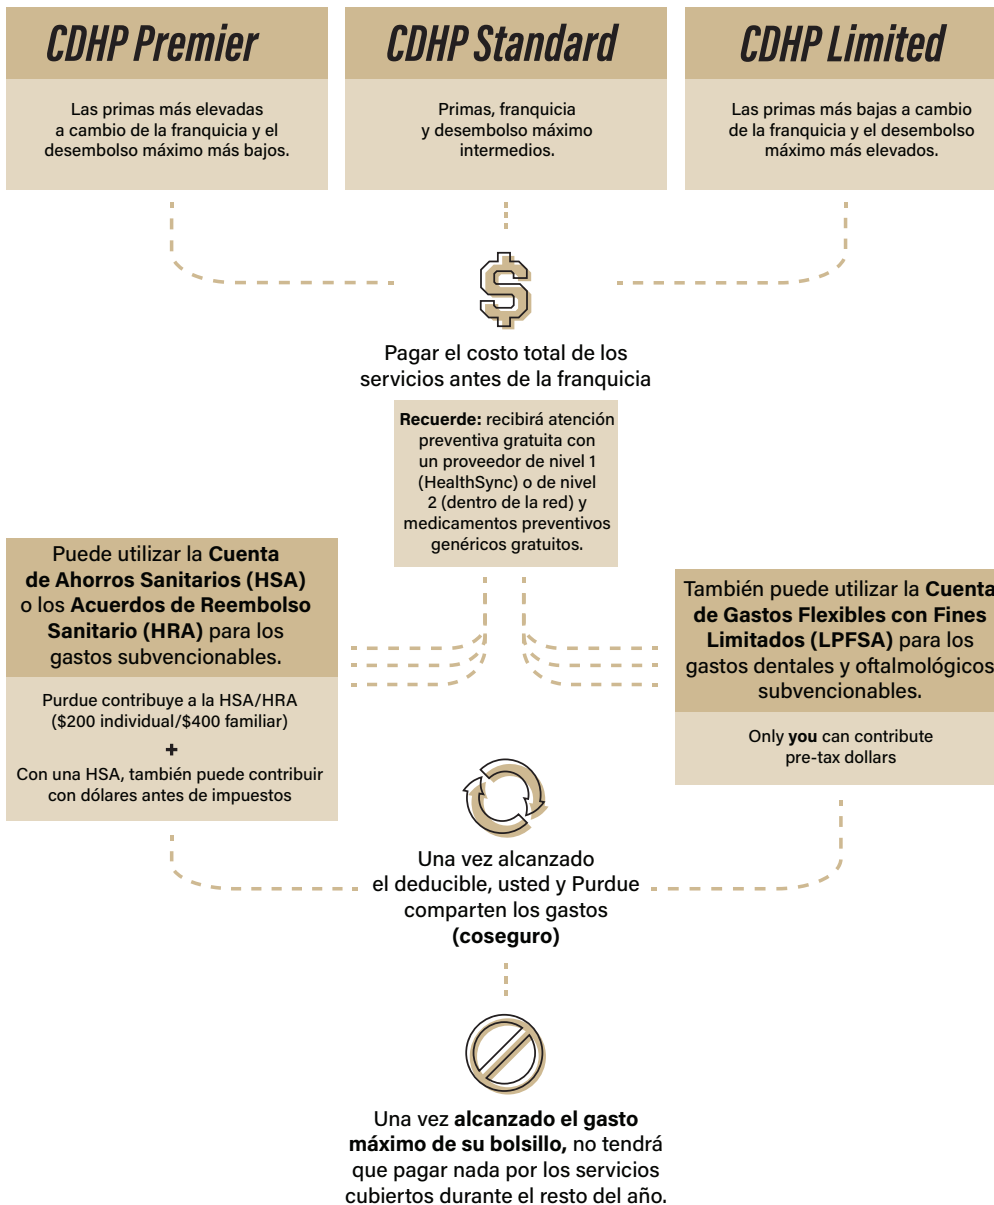 CDHP Premier
Las primas más elevadas
a cambio de la franquicia y el
desembolso máximo más bajos.
CDHP Standard
Primas, franquicia
y desembolso máximo
intermedios.
CDHP Limited
Las primas más bajas a cambio
de la franquicia y el desembolso
máximo más elevados.
$
Pagar el costo total de los
servicios antes de la franquicia
Recuerde: recibirá atención
preventiva gratuita con
un proveedor de nivel 1
(HealthSync) o de nivel
2 (dentro de la red) y
medicamentos preventivos
genéricos gratuitos.
Puede utilizar la Cuenta
de Ahorros Sanitarios (HSA)
o los Acuerdos de Reembolso
Sanitario (HRA) para los
gastos subvencionables.
Purdue contribuye a la HSA/HRA
($200 individual/$400 familiar)
+
Con una HSA, también puede contribuir
con dólares antes de impuestos
También puede utilizar la Cuenta
de Gastos Flexibles con Fines
Limitados (LPFSA) para los
gastos dentales y oftalmológicos
subvencionables.
Only you can contribute
pre-tax dollars
Una vez alcanzado
el deducible, usted y Purdue
comparten los gastos
(coseguro)
Una vez alcanzado el gasto
máximo de su bolsillo, no tendrá
que pagar nada por los servicios
cubiertos durante el resto del año.